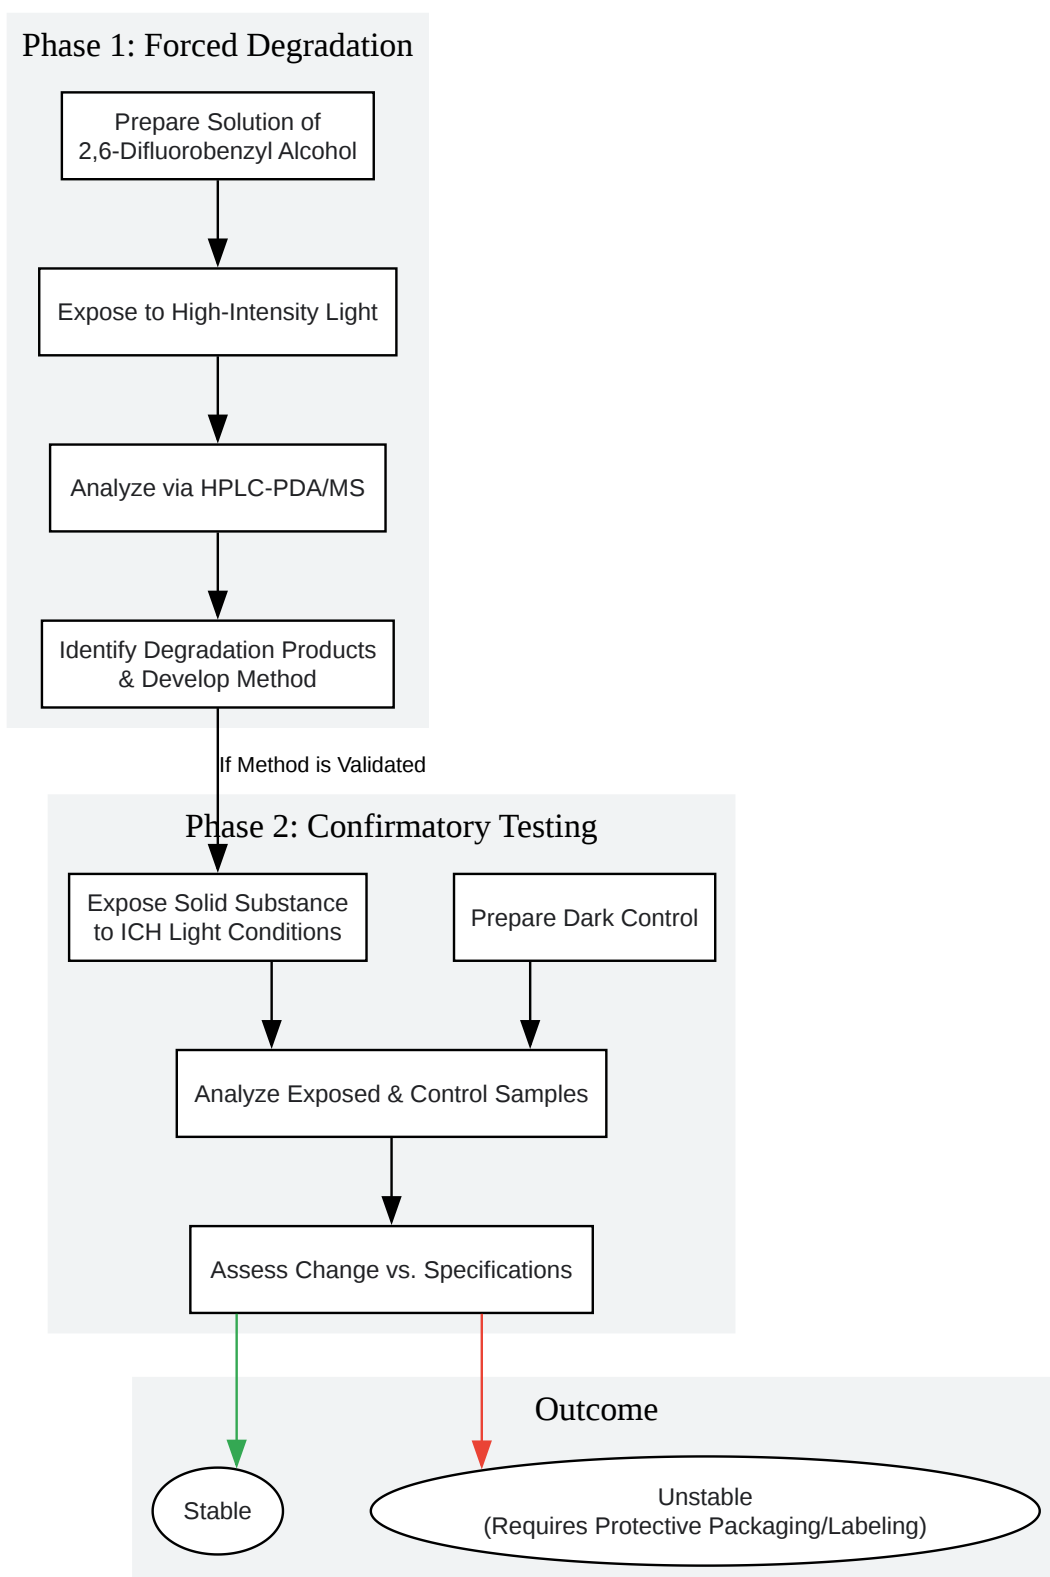 Phase 1: Forced Degradation
Prepare Solution of
2,6-Difluorobenzyl Alcohol
Expose to High-Intensity Light
Analyze via HPLC-PDA/MS
Identify Degradation Products
& Develop Method
If Method is Validated
Phase 2: Confirmatory Testing
Expose Solid Substance
to ICH Light Conditions
Prepare Dark Control
Analyze Exposed & Control Samples
Assess Change vs. Specifications
Outcome
Stable
Unstable
(Requires Protective Packaging/Labeling)